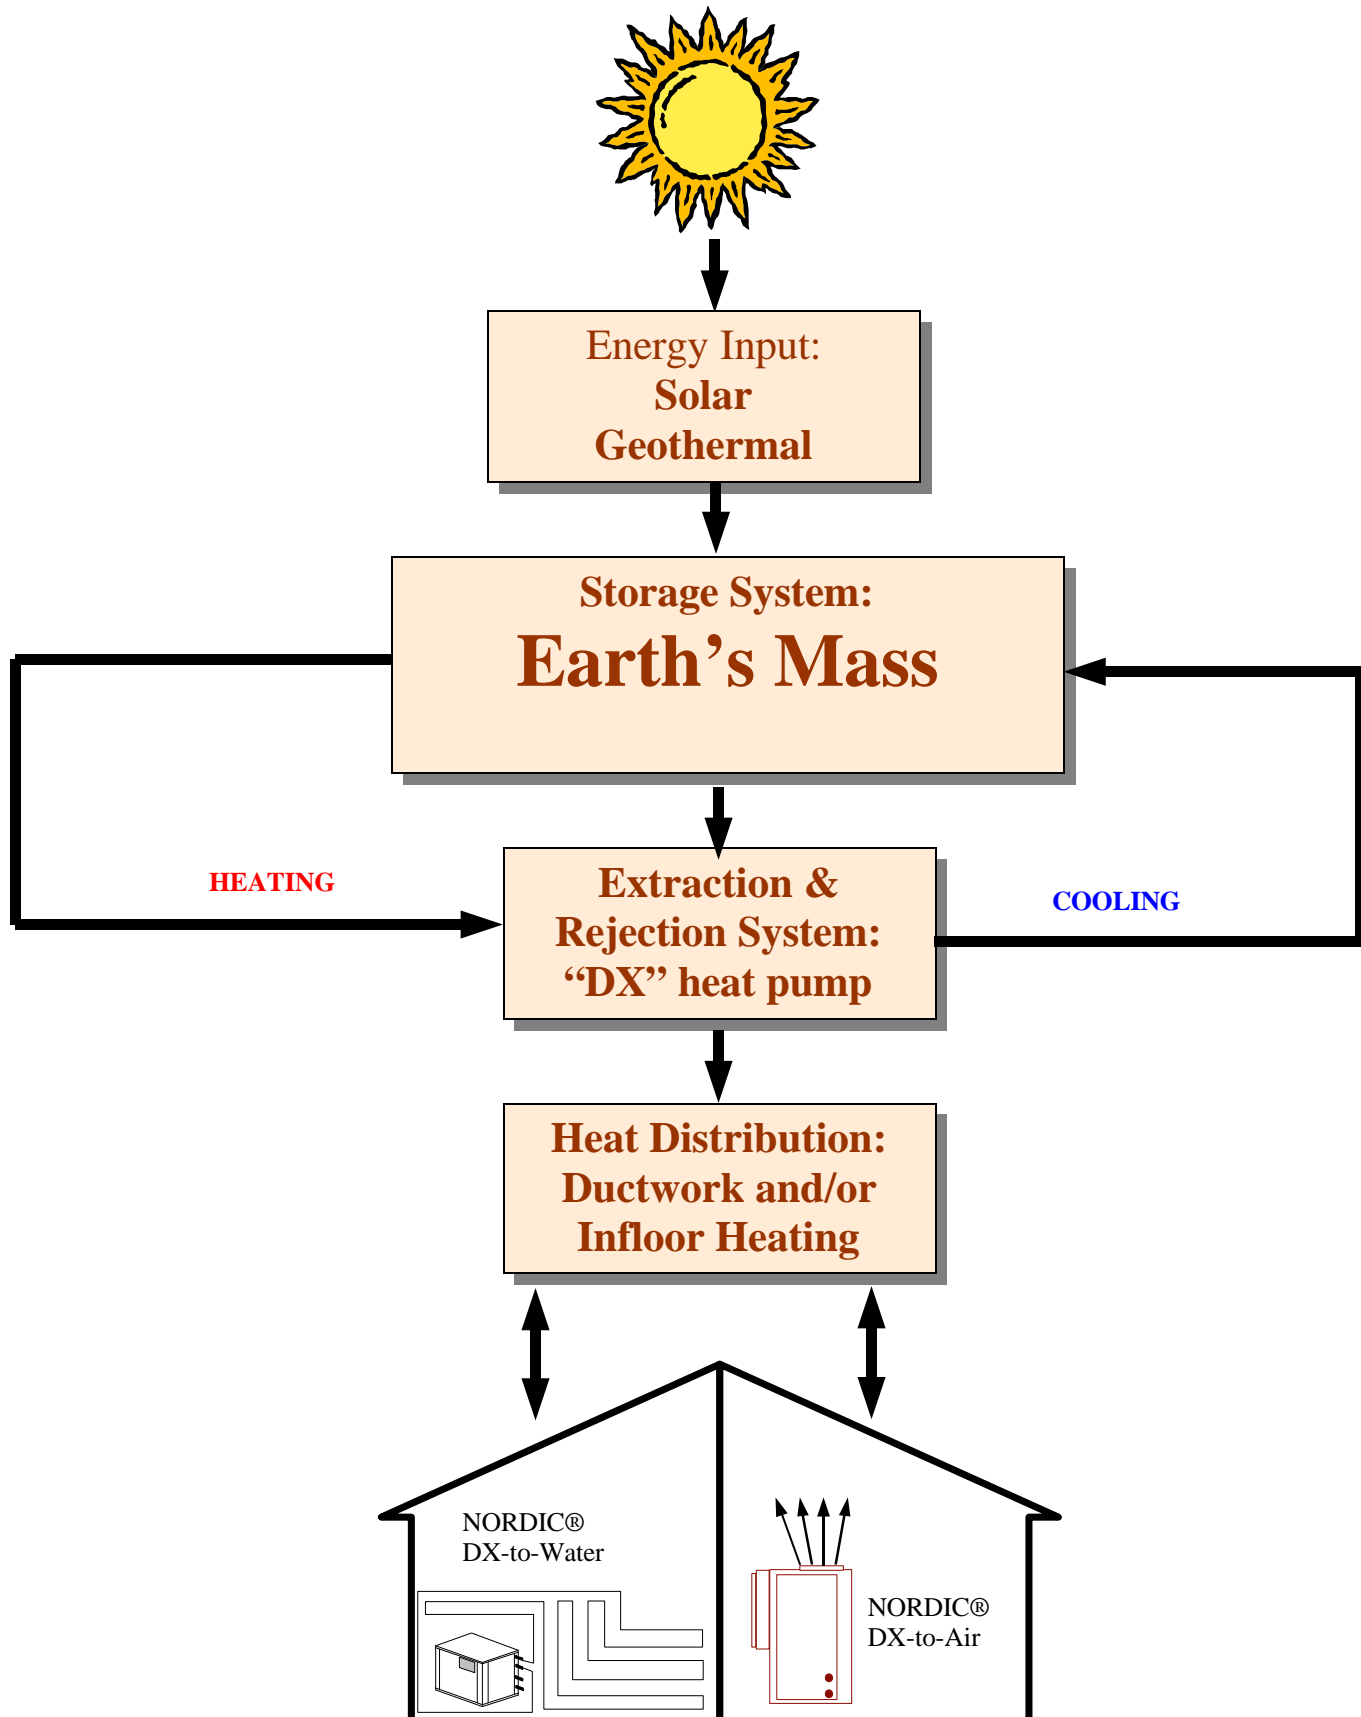 Energy Input:
Solar
Geothermal
Storage System:
Earth’s Mass
HEATING
Extraction &
Rejection System:
“DX” heat pump
COOLING
Heat Distribution:
Ductwork and/or
Infloor Heating
NORDIC®
DX-to-Water
NORDIC®
DX-to-Air